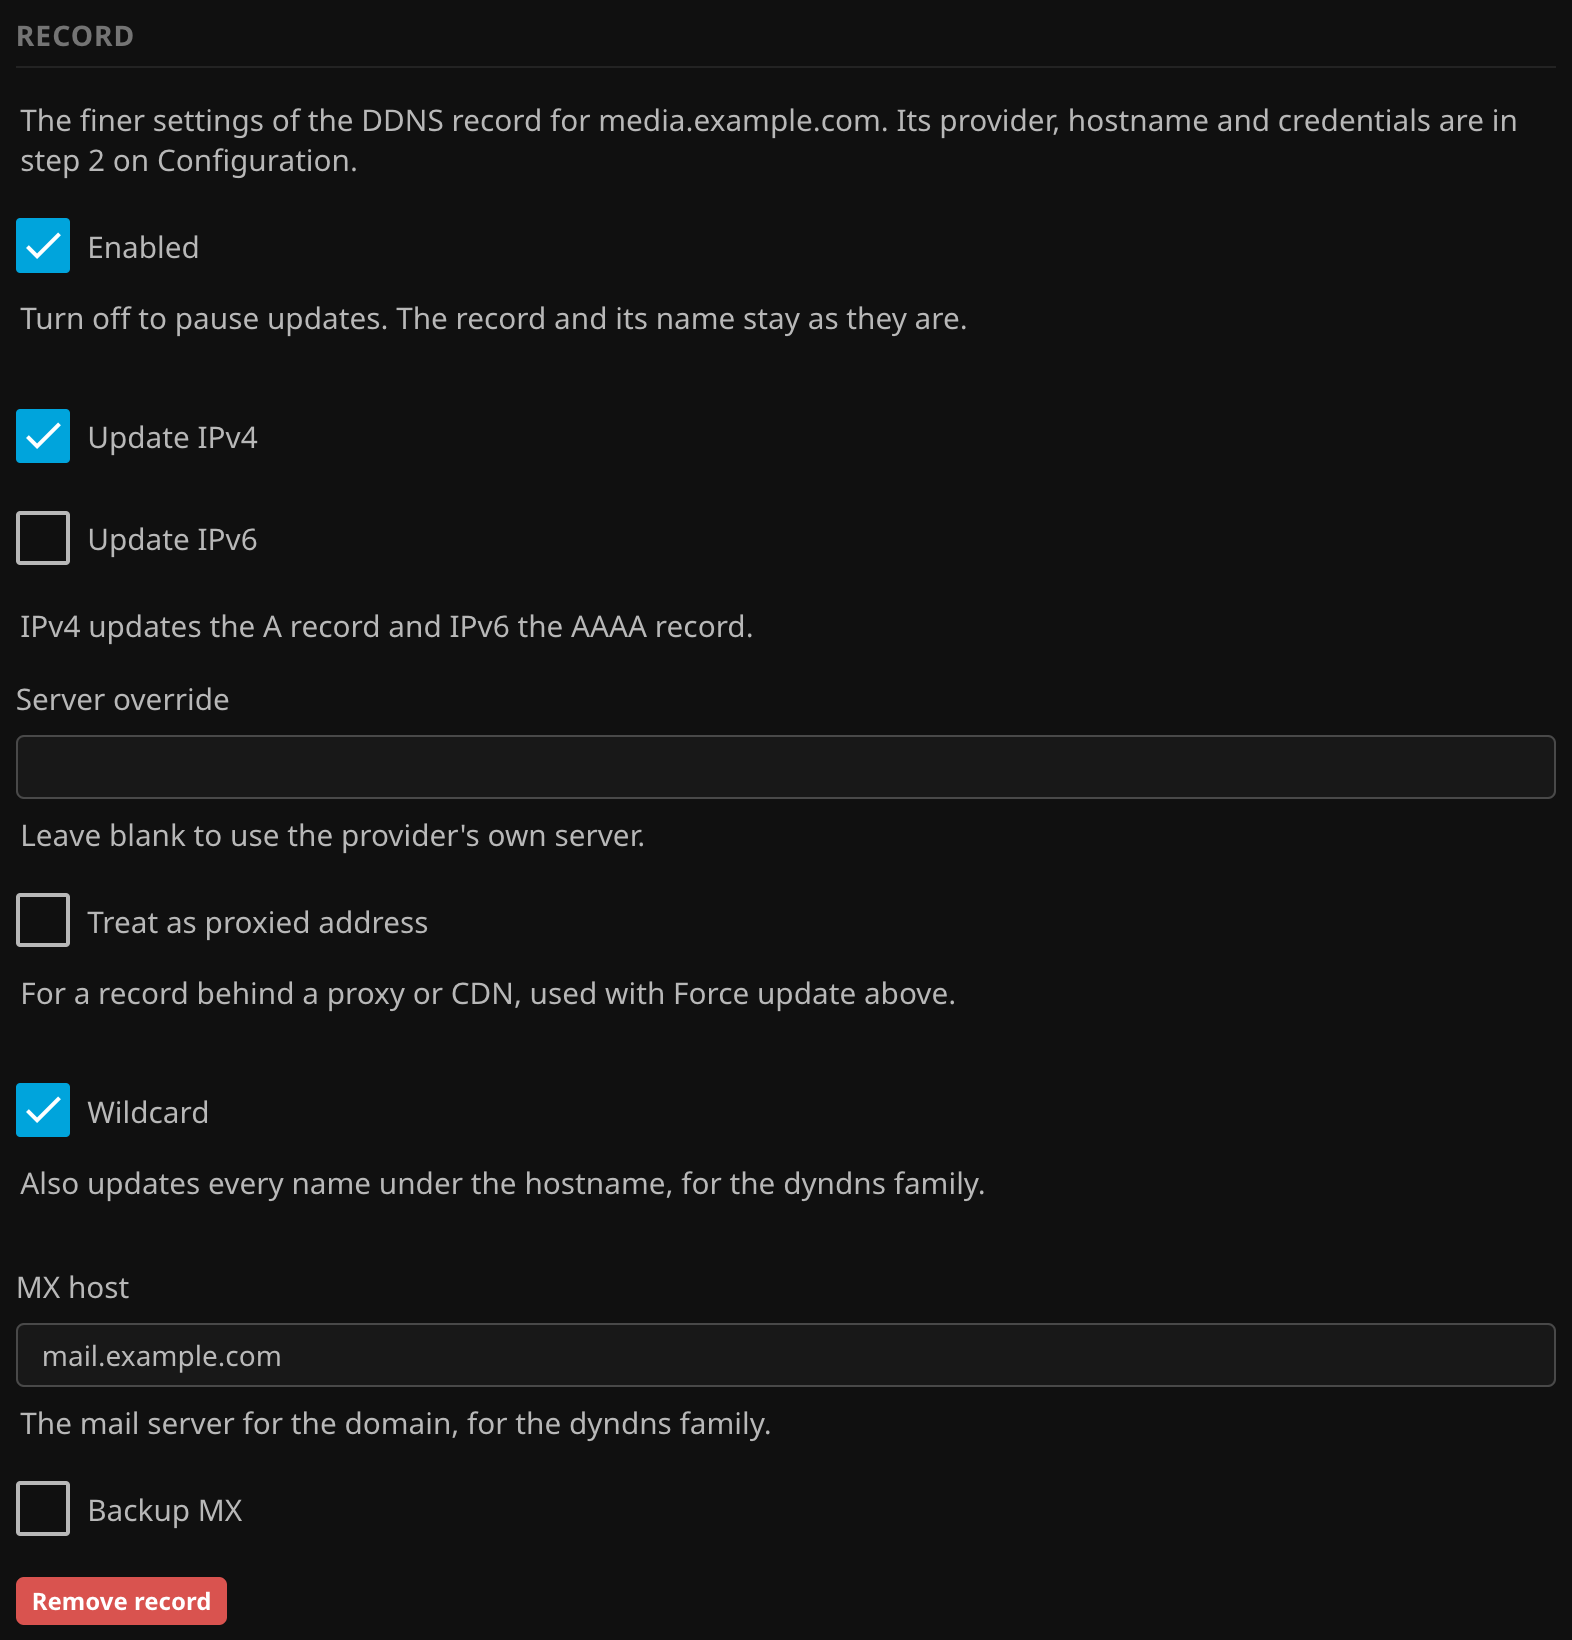 RECORD
The finer settings of the DDNS record for media.example.com. Its provider, hostname and credentials are in
step 2 on Configuration.
Enabled
Turn off to pause updates. The record and its name stay as they are.
Update IPv4
Update IPv6
IPv4 updates the A record and IPv6 the AAAA record.
Server override
Leave blank to use the provider's own server.
Treat as proxied address
For a record behind a proxy or CDN, used with Force update above.
Wildcard
Also updates every name under the hostname, for the dyndns family.
MX host
mail.example.com
The mail server for the domain, for the dyndns family.
Backup MX
Remove record